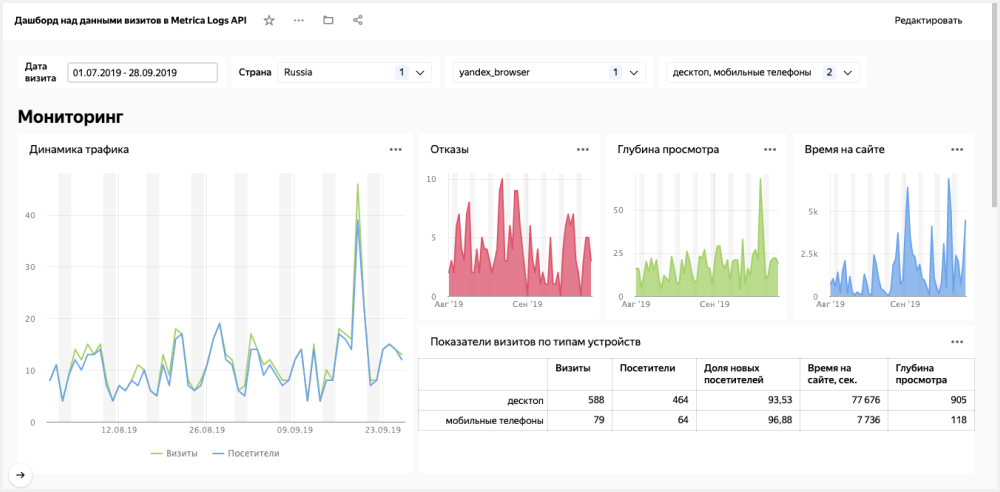 Дашборд над данными визитов в Metrica Logs API
Редактировать
Дата
визита
01.07.2019 - 28.09.2019
Страна
Russia
1
yandex_browser
1
десктоп, мобильные телефоны
2
Мониторинг
Динамика трафика
40
30
20
10
0
12.08.19 26.08.19 09.09.19 23.09.19
Визиты Посетители
Отказы
10
5
0
Авг '19 Сен '19
Глубина просмотра
50
25
0
Авг '19 Сен '19
Время на сайте
5k
2.5k
0
Авг '19 Сен '19
Показатели визитов по типам устройств
Визиты Посетители Доля новых посетителей Время на сайте, сек. Глубина просмотра
десктоп 588 464 93,53 77 676 905
мобильные телефоны 79 64 96,88 7 736 118